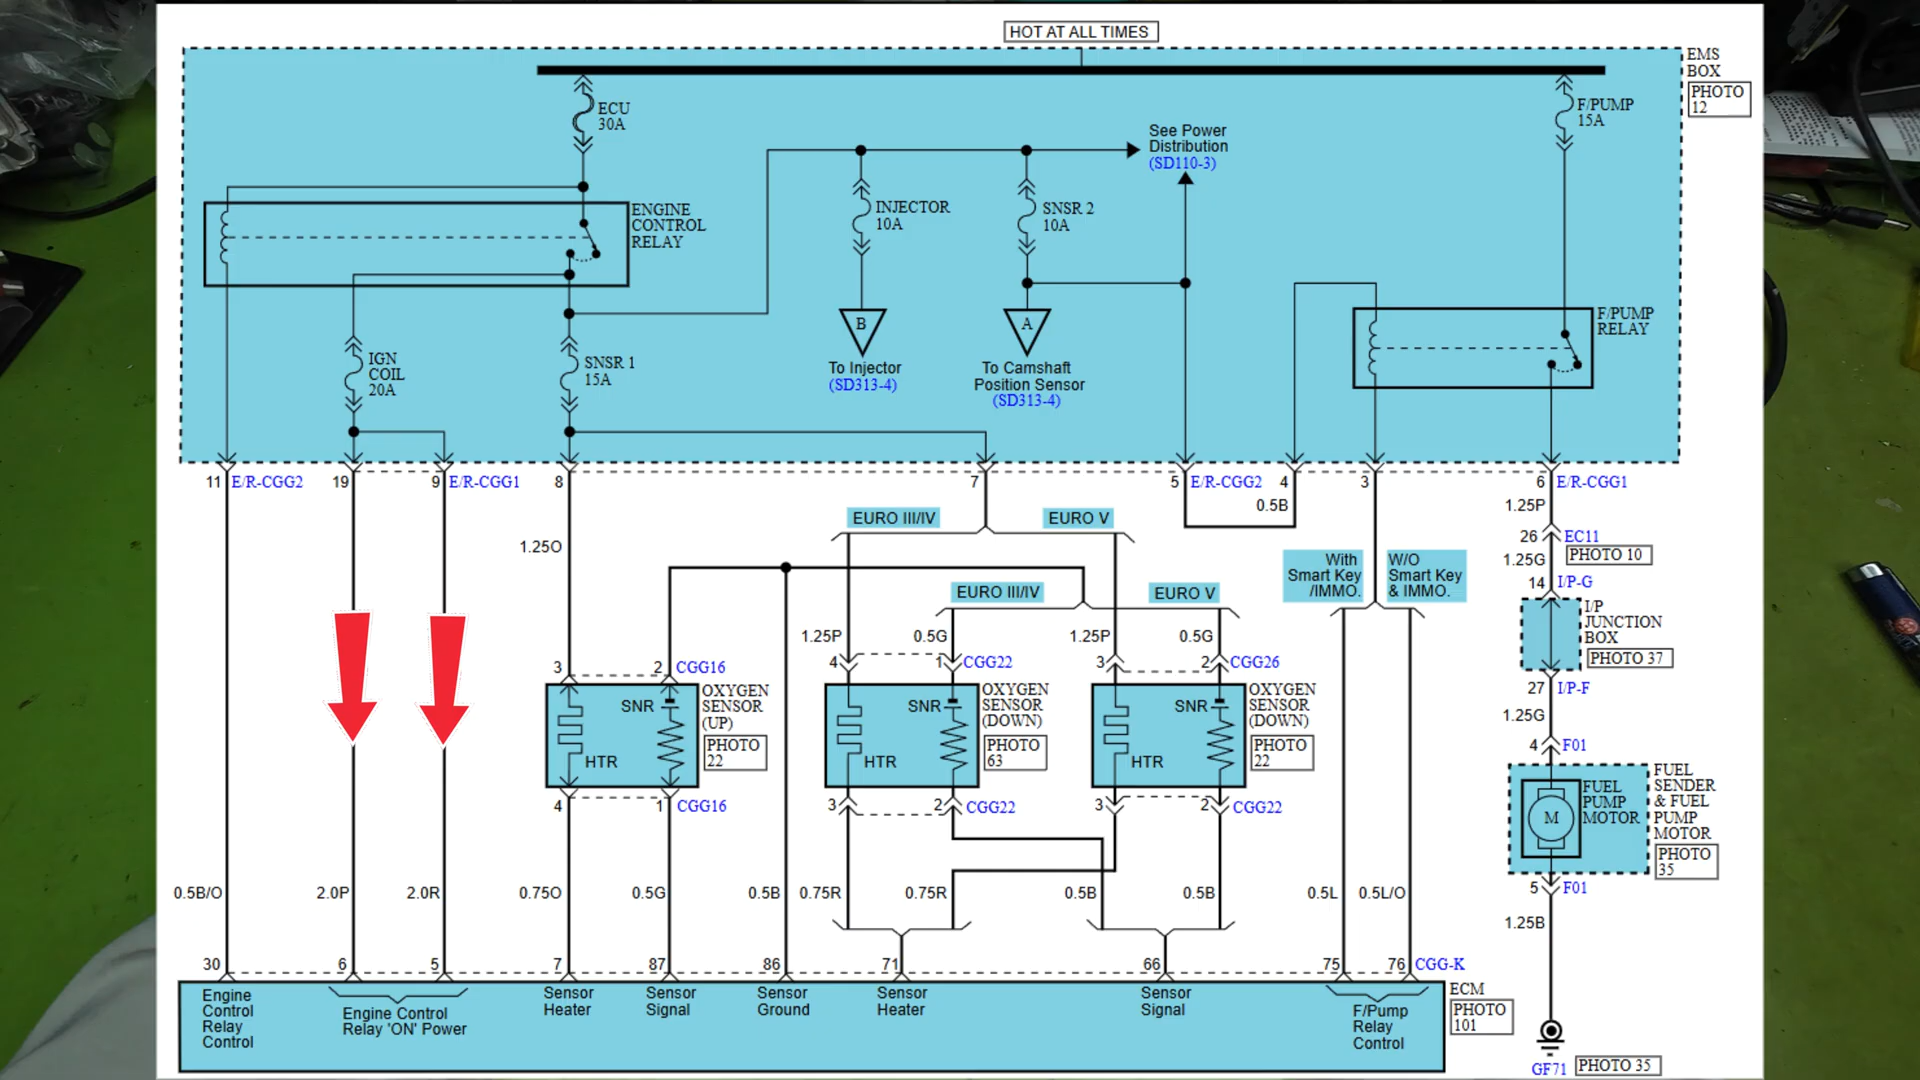 HOT AT ALL TIMES
EMS
BOX
PHOTO
12
ECU
30A
F/PUMP
15A
See Power
Distribution
(SD110-3)
ENGINE
CONTROL
RELAY
INJECTOR
10A
SNSR 2
10A
F/PUMP
RELAY
IGN
COIL
20A
SNSR 1
15A
B
A
To Injector
(SD313-4)
To Camshaft
Position Sensor
(SD313-4)
11 E/R-CGG2 19 9 E/R-CGG1 8 7 5 E/R-CGG2 4 3 6 E/R-CGG1
0.5B
1.25P
EURO III/IV EURO V
26 EC11
1.25O
PHOTO 10
1.25G
With
Smart Key
/IMMO.
W/O
Smart Key
& IMMO.
14 I/P-G
EURO III/IV EURO V
I/P
JUNCTION
BOX
PHOTO 37
1.25P 0.5G 1.25P 0.5G
3 2 CGG16 4 1 CGG22 3 2 CGG26
27 I/P-F
SNR
HTR
OXYGEN
SENSOR
(UP)
PHOTO
22
SNR
HTR
OXYGEN
SENSOR
(DOWN)
PHOTO
63
SNR
HTR
OXYGEN
SENSOR
(DOWN)
PHOTO
22
1.25G
4 F01
FUEL
PUMP
MOTOR
M
FUEL
SENDER
& FUEL
PUMP
MOTOR
PHOTO
35
4 1 CGG16 3 2 CGG22 3 2 CGG22
5 F01
0.5B/O 2.0P 2.0R 0.75O 0.5G 0.5B 0.75R 0.75R 0.5B 0.5B 0.5L 0.5L/O
1.25B
30 6 5 7 87 86 71 66 75 76 CGG-K
Engine
Control
Relay
Control
Engine Control
Relay 'ON' Power
Sensor
Heater
Sensor
Signal
Sensor
Ground
Sensor
Heater
Sensor
Signal
F/Pump
Relay
Control
ECM
PHOTO
101
GF71 PHOTO 35